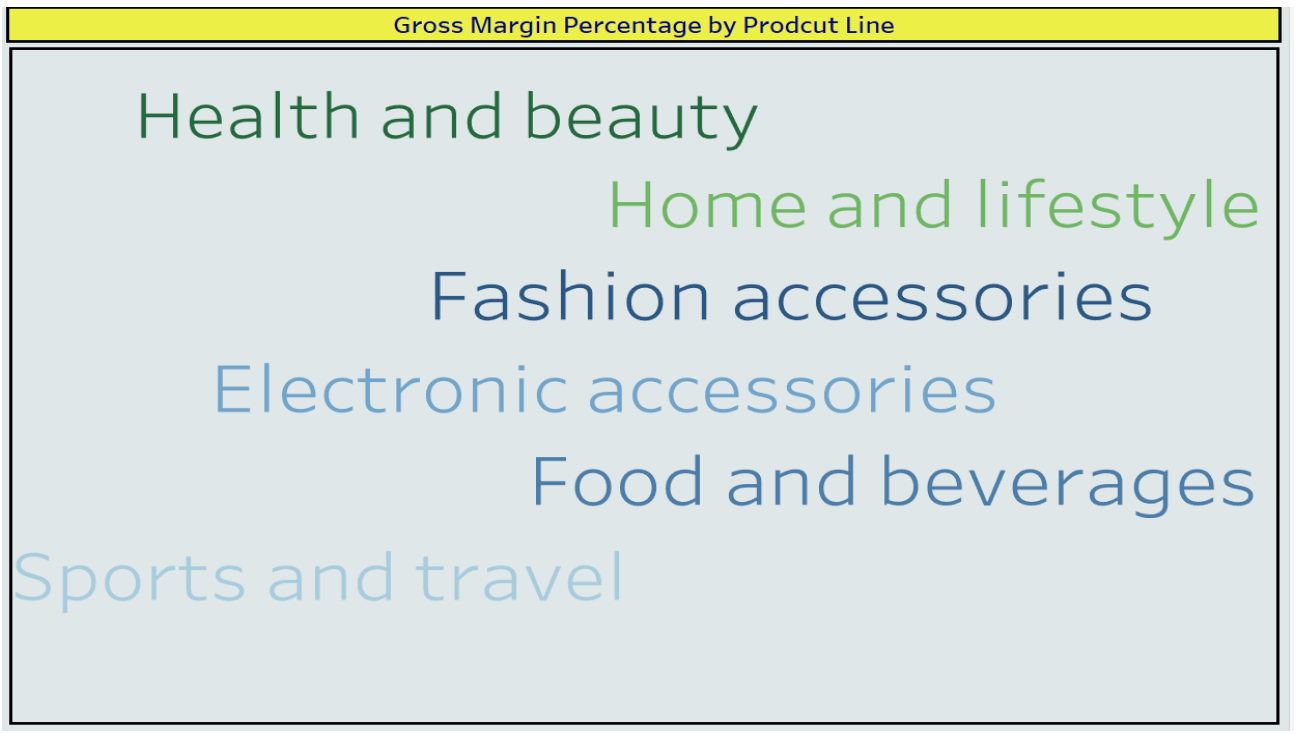 Gross Margin Percentage by Prodcut Line
Health and beauty
Home and lifestyle
Fashion accessories
Electronic accessories
Food and beverages
Sports and travel